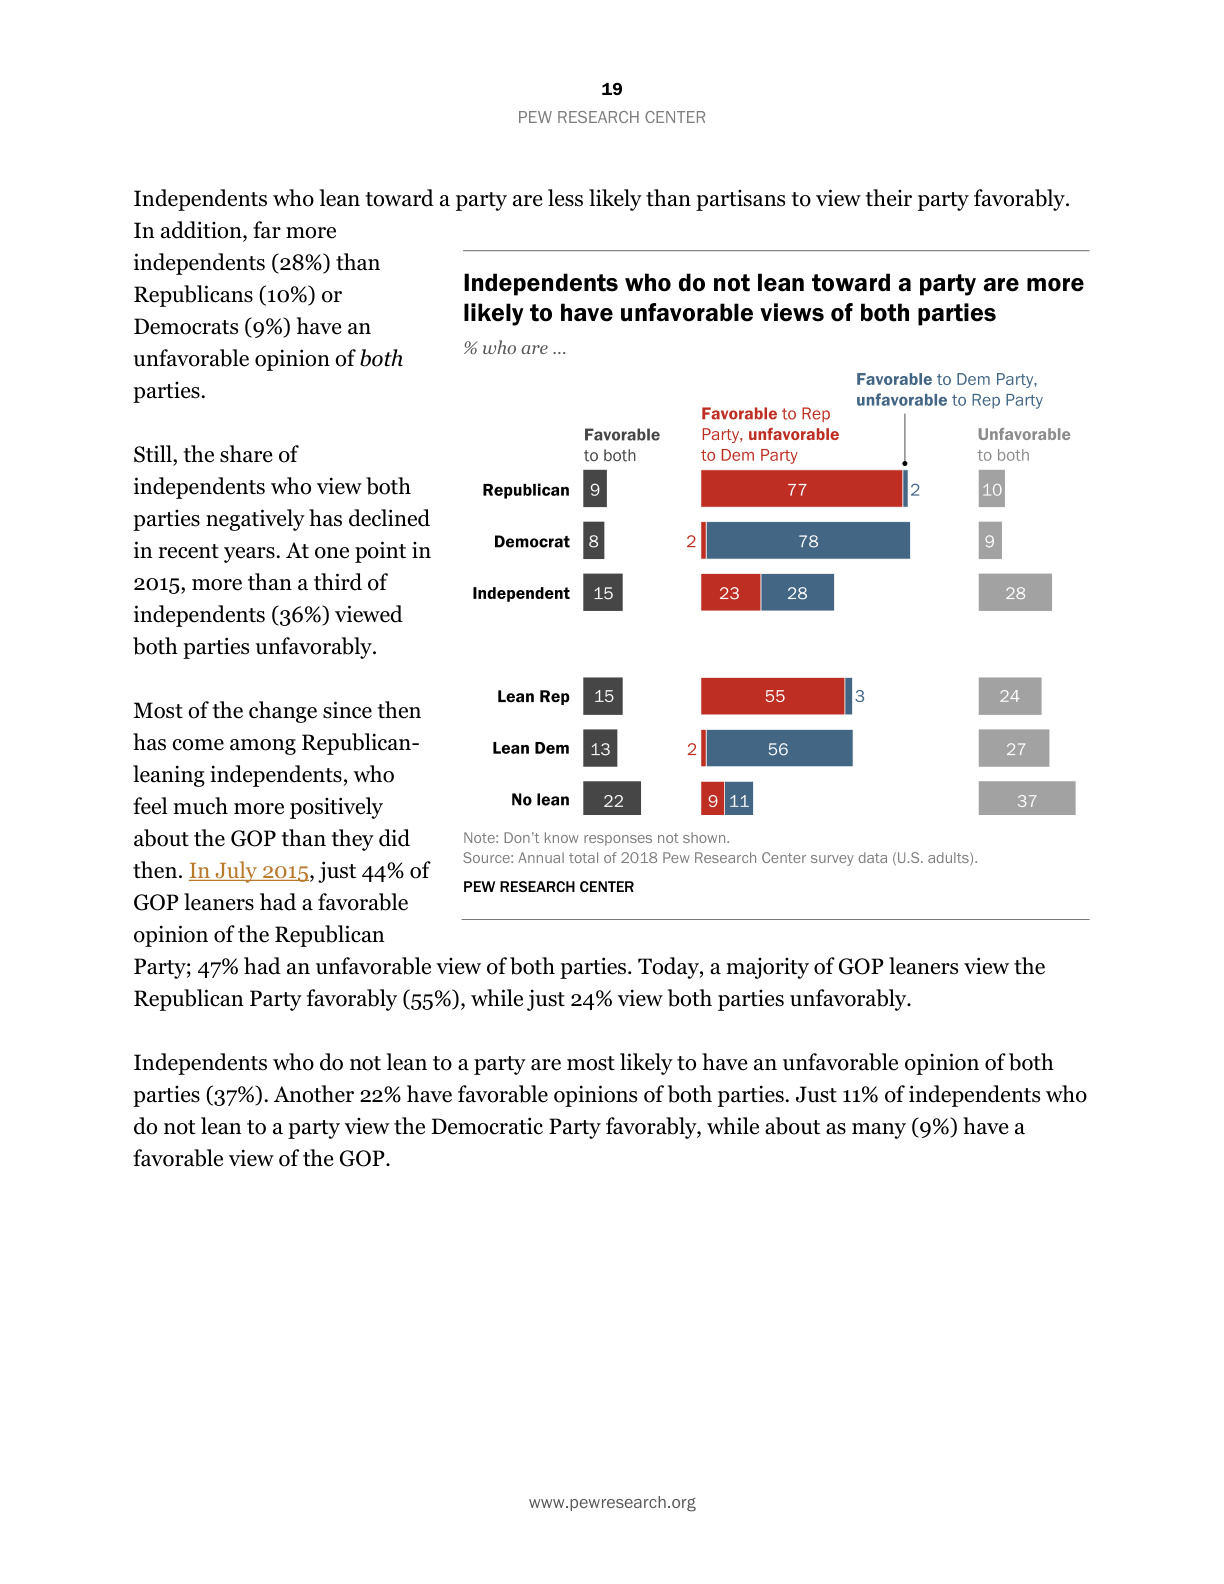 19
PEW RESEARCH CENTER
Independents who lean toward a party are less likely than partisans to view their party favorably.
In addition, far more
independents (28%) than
Republicans (10%) or
Democrats (9%) have an
unfavorable opinion of both
parties.
Still, the share of
independents who view both
parties negatively has declined
in recent years. At one point in
2015, more than a third of
independents (36%) viewed
both parties unfavorably.
Most of the change since then
has come among Republican-
leaning independents, who
feel much more positively
about the GOP than they did
then. In July 2015, just 44% of
GOP leaners had a favorable
opinion of the Republican
Party; 47% had an unfavorable view of both parties. Today, a majority of GOP leaners view the
Republican Party favorably (55%), while just 24% view both parties unfavorably.
Independents who do not lean toward a party are more
likely to have unfavorable views of both parties
% who are ...
Favorable to Dem Party,
unfavorable to Rep Party
Favorable to Rep
Party, unfavorable
to Dem Party
Favorable
to both
Unfavorable
to both
Republican 9 77 2 10
Democrat 8 2 78 9
Independent 15 23 28 28
Lean Rep 15 55 3 24
Lean Dem 13 2 56 27
No lean 22 9 11 37
Note: Don't know responses not shown.
Source: Annual total of 2018 Pew Research Center survey data (U.S. adults).
PEW RESEARCH CENTER
Independents who do not lean to a party are most likely to have an unfavorable opinion of both
parties (37%). Another 22% have favorable opinions of both parties. Just 11% of independents who
do not lean to a party view the Democratic Party favorably, while about as many (9%) have a
favorable view of the GOP.
www.pewresearch.org